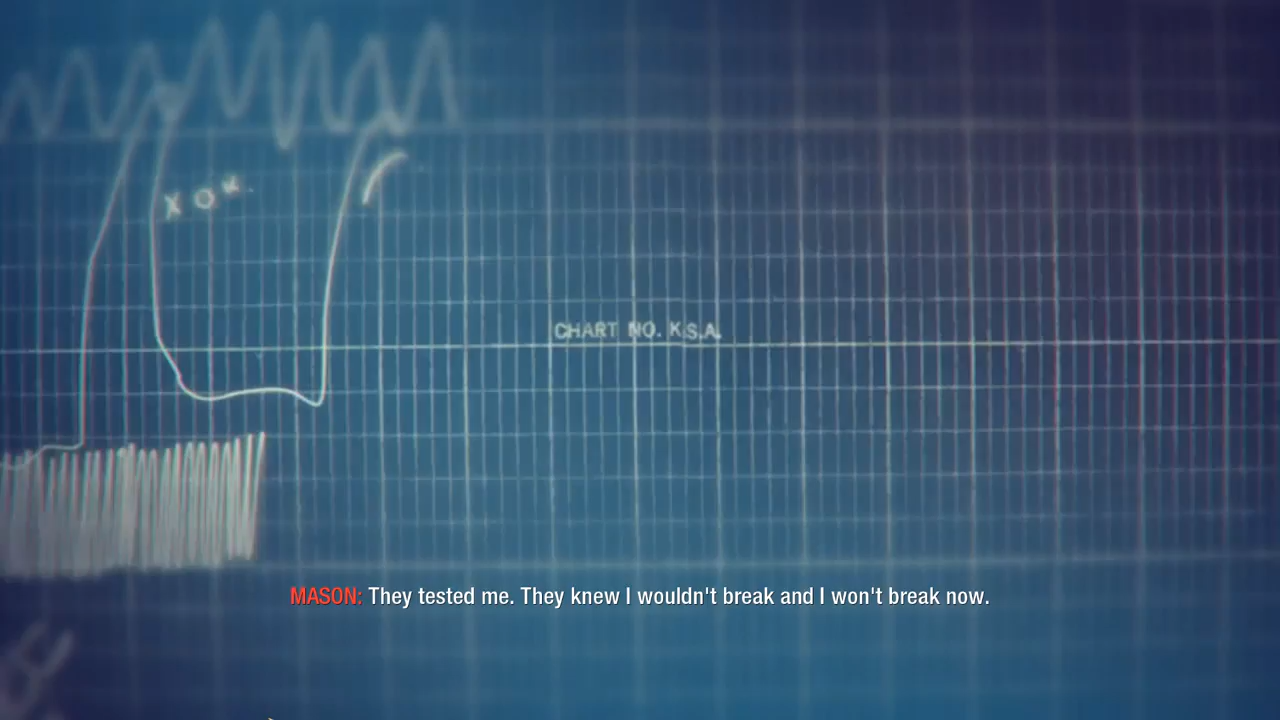 X O K.
CHART NO. K.S.A.
MASON: They tested me. They knew I wouldn't break and I won't break now.